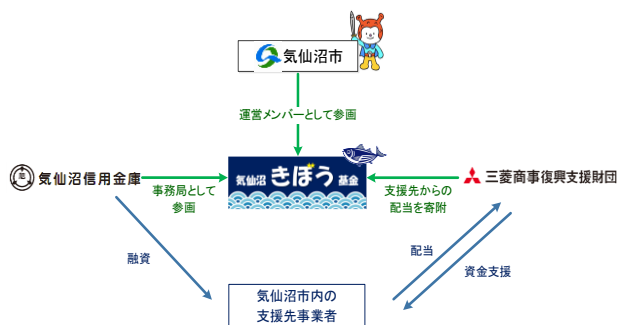 気仙沼市
運営メンバーとして参画
気仙沼信用金庫
事務局として
参画
気仙沼 きぼう 基金
支援先からの
配当を寄附
三菱商事復興支援財団
融資
配当
資金支援
気仙沼市内の
支援先事業者